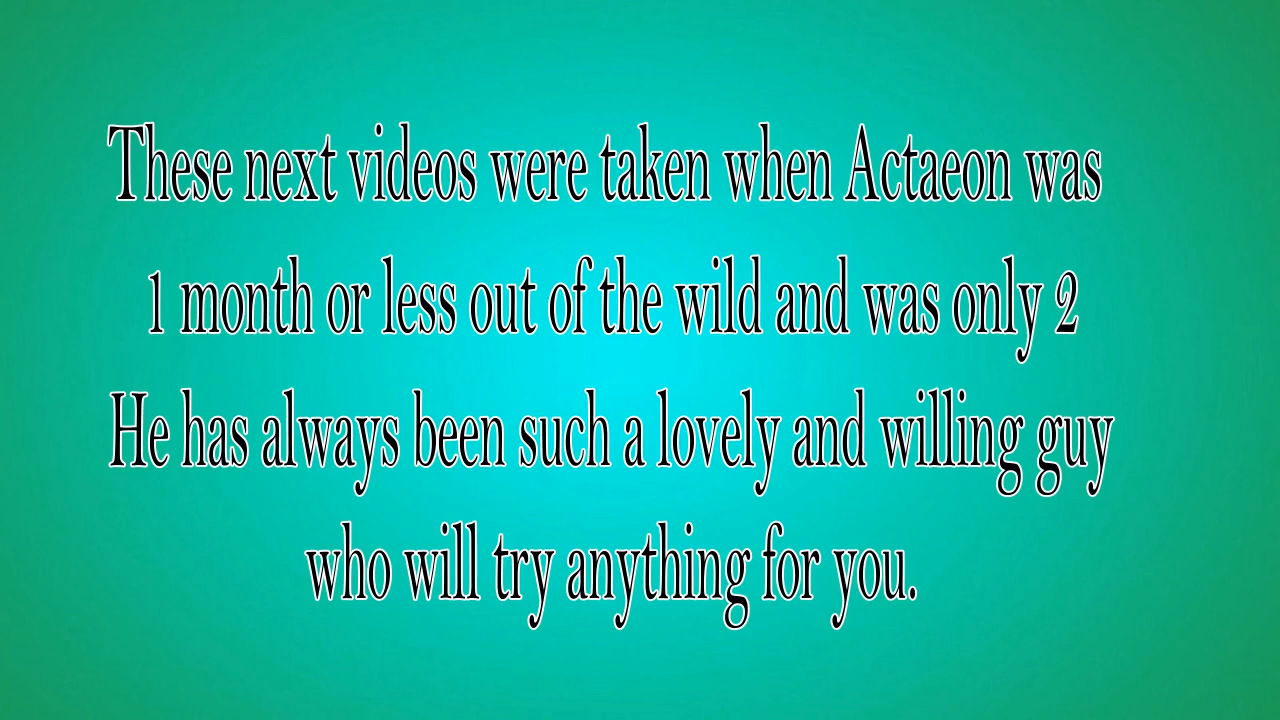 These next videos were taken when Actaeon was
1 month or less out of the wild and was only 2
He has always been such a lovely and willing guy
who will try anything for you.